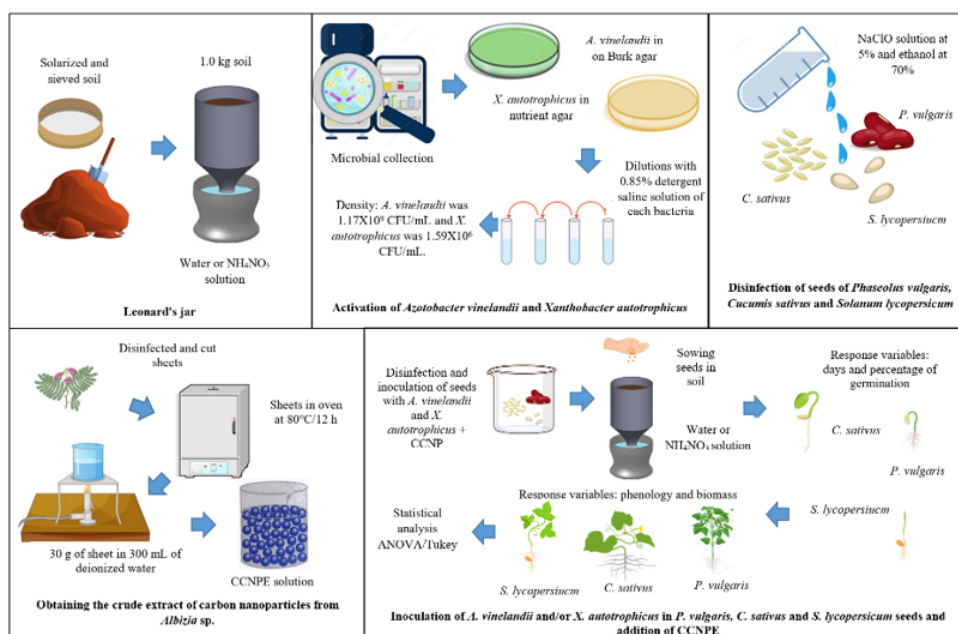 Solarized and
sieved soil
1.0 kg soil
Water or NH₄NO₃
solution
Leonard's jar
Microbial collection
A. vinelandii in
on Burk agar
X. autotrophicus in
nutrient agar
Dilutions with
0.85% detergent
saline solution of
each bacteria
Density: A. vinelandii was
1.17X10⁹ CFU/mL and X.
autotrophicus was 1.59X10⁶
CFU/mL.
Activation of Azotobacter vinelandii and Xanthobacter autotrophicus
NaClO solution at
5% and ethanol at
70%
P. vulgaris
C. sativus
S. lycopersiucm
Disinfection of seeds of Phaseolus vulgaris,
Cucumis sativus and Solanum lycopersicum
Disinfected and cut
sheets
Sheets in oven
at 80°C/12 h
30 g of sheet in 300 mL of
deionized water
CCNPE solution
Obtaining the crude extract of carbon nanoparticles from
Albizia sp.
Disinfection and
inoculation of seeds
with A. vinelandii
and X.
autotrophicus +
CCNP
Sowing
seeds in
soil
Water or
NH₄NO₃ solution
Response variables:
days and percentage of
germination
C. sativus
P. vulgaris
S. lycopersiucm
Response variables: phenology and biomass
Statistical
analysis
ANOVA/Tukey
S. lycopersiucm
C. sativus
P. vulgaris
Inoculation of A. vinelandii and/or X. autotrophicus in P. vulgaris, C. sativus and S. lycopersicum seeds and
addition of CCNPE